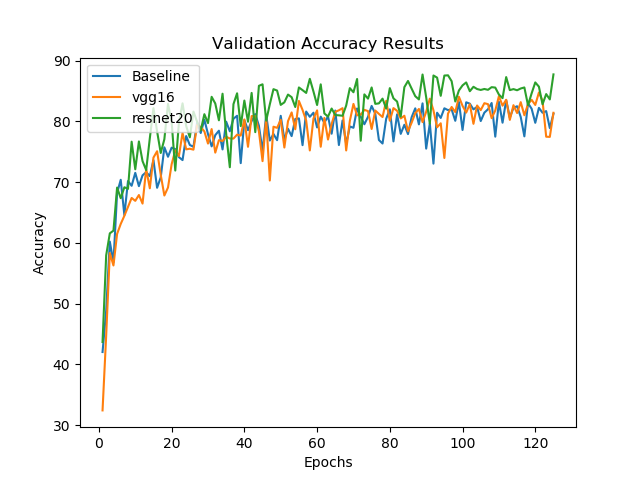 Validation Accuracy Results
90
80
70
60
50
40
30
Accuracy
Baseline
vgg16
resnet20
0 20 40 60 80 100 120
Epochs